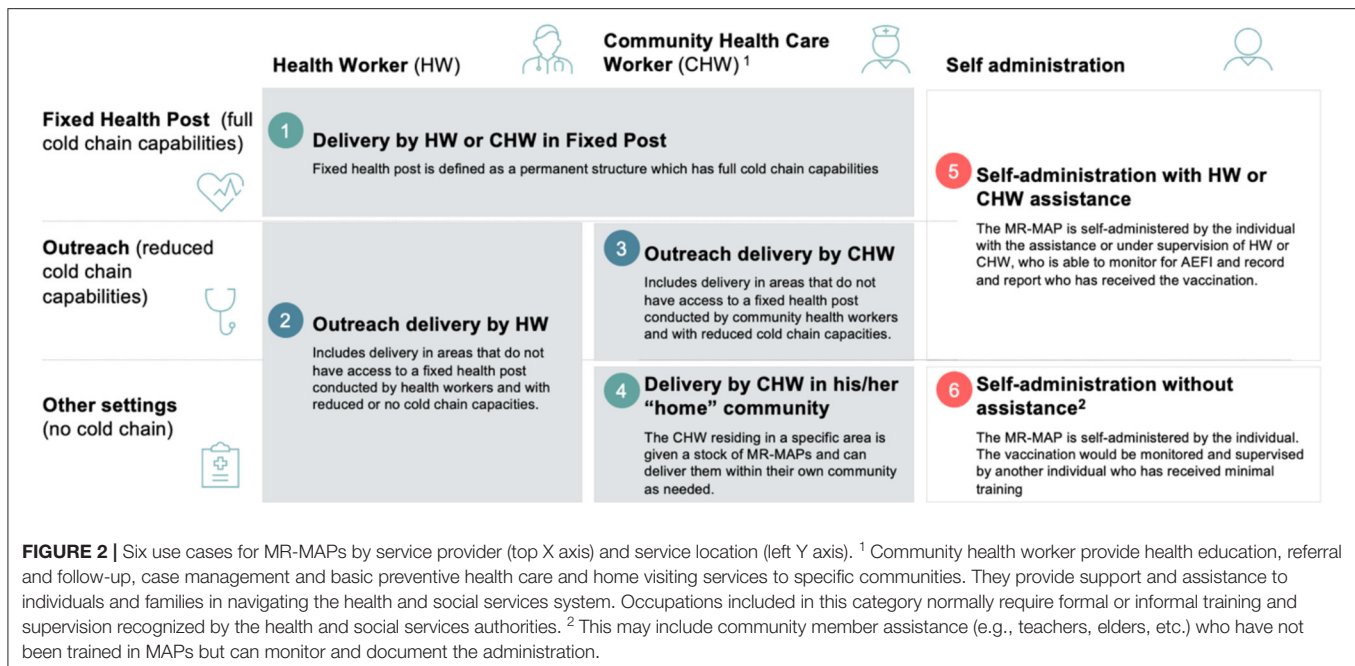 Health Worker (HW)
Community Health Care
Worker (CHW) 1
Self administration
Fixed Health Post (full
cold chain capabilities)
1
Delivery by HW or CHW in Fixed Post
Fixed health post is defined as a permanent structure which has full cold chain capabilities
5
Self-administration with HW or
CHW assistance
The MR-MAP is self-administered by the individual
with the assistance or under supervision of HW or
CHW, who is able to monitor for AEFI and record
and report who has received the vaccination.
Outreach (reduced
cold chain
capabilities)
2
Outreach delivery by HW
Includes delivery in areas that do not
have access to a fixed health post
conducted by health workers and with
reduced or no cold chain capacities.
3
Outreach delivery by CHW
Includes delivery in areas that do not
have access to a fixed health post
conducted by community health workers
and with reduced cold chain capacities.
Other settings
(no cold chain)
4
Delivery by CHW in his/her
“home” community
The CHW residing in a specific area is
given a stock of MR-MAPs and can
deliver them within their own community
as needed.
6
Self-administration without
assistance2
The MR-MAP is self-administered by the individual.
The vaccination would be monitored and supervised
by another individual who has received minimal
training
FIGURE 2 | Six use cases for MR-MAPs by service provider (top X axis) and service location (left Y axis). 1 Community health worker provide health education, referral
and follow-up, case management and basic preventive health care and home visiting services to specific communities. They provide support and assistance to
individuals and families in navigating the health and social services system. Occupations included in this category normally require formal or informal training and
supervision recognized by the health and social services authorities. 2 This may include community member assistance (e.g., teachers, elders, etc.) who have not
been trained in MAPs but can monitor and document the administration.